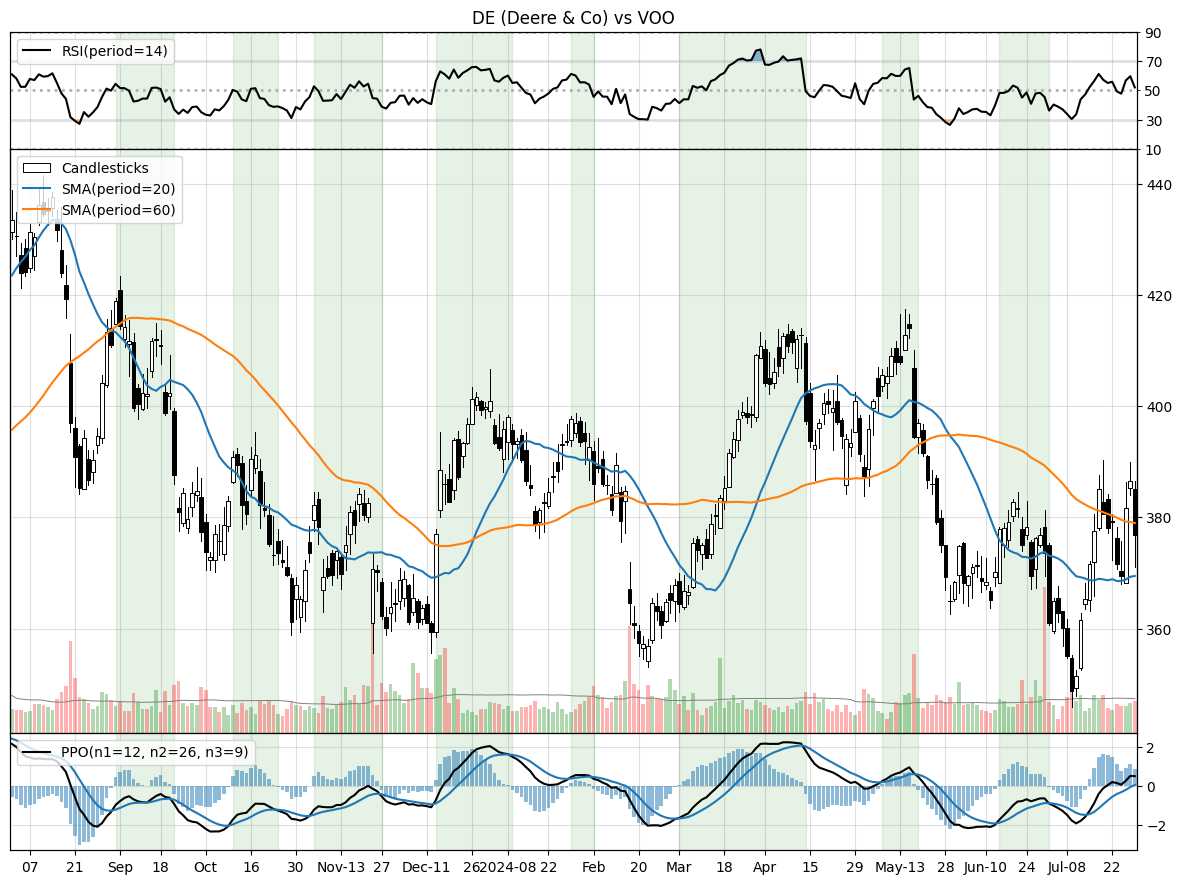 DE (Deere & Co) vs VOO
RSI(period=14)
90
70
50
30
10
Candlesticks
SMA(period=20)
SMA(period=60)
440
420
400
380
360
PPO(n1=12, n2=26, n3=9)
2
0
−2
07 21 Sep 18 Oct 16 30 Nov-13 27 Dec-11 26 2024-08 22 Feb 20 Mar 18 Apr 15 29 May-13 28 Jun-10 24 Jul-08 22